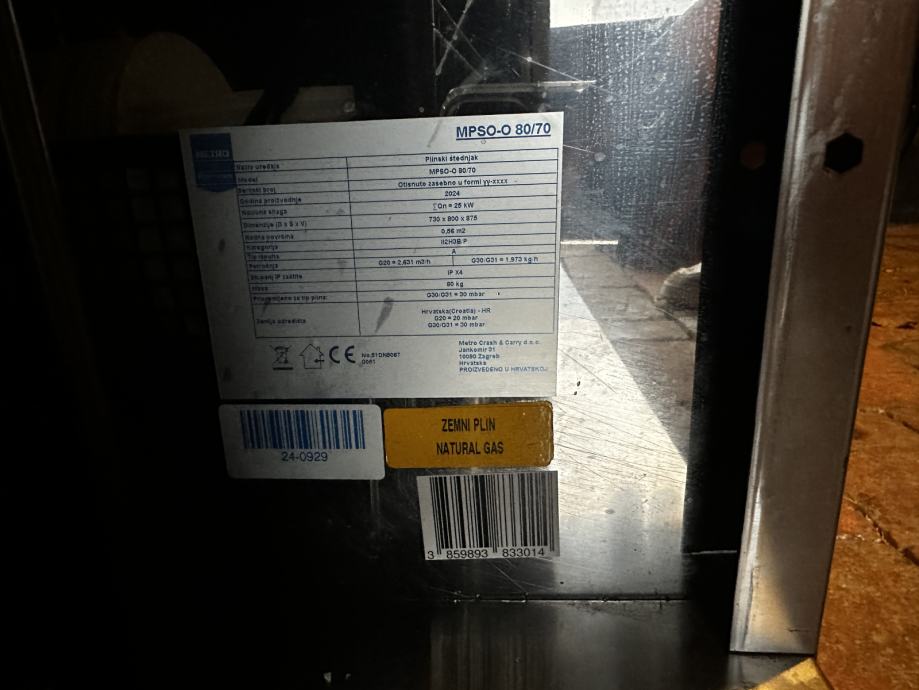 MPSO-O 80/70
METRO
Naziv uređaja Plinski štednjak
Model MPSO-O 80/70
Serijski broj Otisnuto zasebno u formi yy-xxxx
Godina proizvodnje 2024
Nazivna snaga ΣQn = 25 kW
Dimenzije (D x Š x V) 730 x 800 x 875
Radna površina 0,56 m2
Kategorija II2H3B/P
Tip ispuha A
Potrošnja G20 = 2,631 m3/h G30/G31 = 1,973 kg/h
Stupanj IP zaštite IP X4
Masa 80 kg
Pripremljeno za tip plina: G30/G31 = 30 mbar
Zemlja odredišta Hrvatska(Croatia) - HR
G20 = 20 mbar
G30/G31 = 30 mbar
CE
Metro Cash & Carry d.o.o.
Jankomir 31
10090 Zagreb
Hrvatska
PROIZVEDENO U HRVATSKOJ
24-0929
ZEMNI PLIN
NATURAL GAS
3 859893 833014